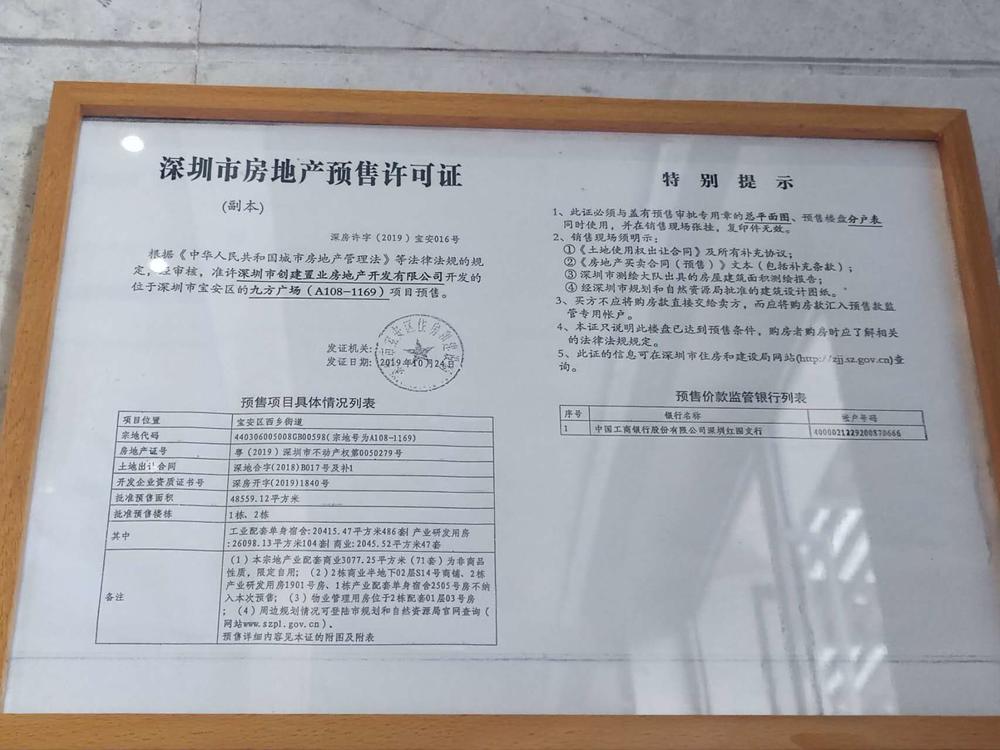 深圳市房地产预售许可证
(副本)
深房许字（2019）宝安016号
根据《中华人民共和国城市房地产管理法》等法律法规的规
定，经审核，准许深圳市创建置业房地产开发有限公司开发的
位于深圳市宝安区的九方广场（A108-1169）项目预售。
发证机关：
发证日期：2019年10月24日
预售项目具体情况列表
项目位置 宝安区西乡街道
宗地代码 440306005008GB00598（宗地号为A108-1169）
房地产证号 粤（2019）深圳市不动产权第0050279号
土地出让合同 深地合字(2018)B017号及补1
开发企业资质证书号 深房开字(2019)1840号
批准预售面积 48559.12平方米
批准预售楼栋 1栋、2栋
其中 工业配套单身宿舍:20415.47平方米486套| 产业研发用房
:26098.13平方米104套| 商业:2045.52平方米47套
备注 （1）本宗地产业配套商业3077.25平方米（71套）为非商品
性质，限定自用；（2）2栋商业半地下02层S14号商铺、2栋
产业研发用房1901号房、1栋产业配套单身宿舍2505号房不纳
入本次预售；（3）物业管理用房位于2栋配套01层03号房
；（4）周边规划情况可登陆市规划和自然资源局官网查询（
网站www.szpl.gov.cn）。
预售详细内容见本证的附图及附表
特别提示
1、此证必须与盖有预售审批专用章的总平面图、预售楼盘分户表
同时使用，并在销售现场张挂，复印件无效。
2、销售现场须明示：
①《土地使用权出让合同》及所有补充协议；
②《房地产买卖合同（预售）》文本（包括补充条款）；
③ 深圳市测绘大队出具的房屋建筑面积测绘报告；
④ 经深圳市规划和自然资源局批准的建筑设计图纸。
3、买方不应将购房款直接交给卖方，而应将购房款汇入预售款监
管专用帐户。
4、本证只说明此楼盘已达到预售条件，购房者购房时应了解相关
的法律法规规定。
5、此证的信息可在深圳市住房和建设局网站(http://zjj.sz.gov.cn)查
询。
预售价款监管银行列表
序号 银行名称 账户号码
1 中国工商银行股份有限公司深圳红围支行 4000021229200870666